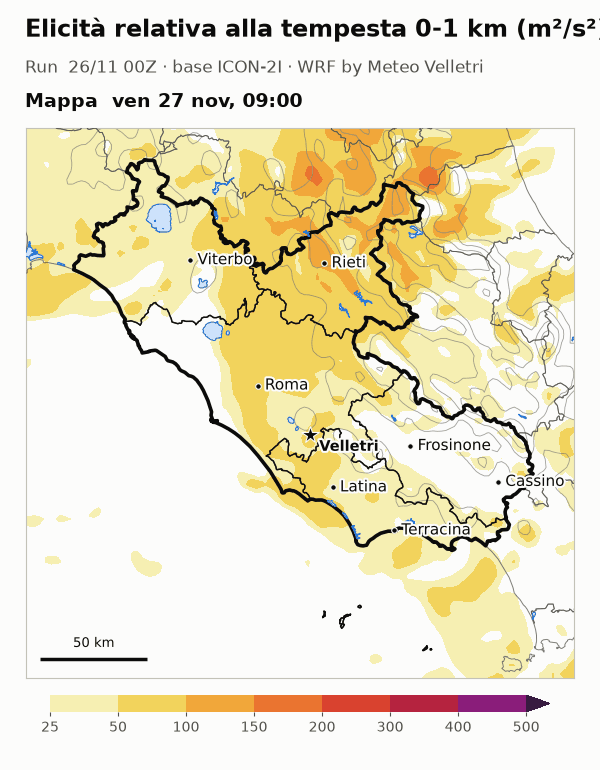 Elicità relativa alla tempesta 0-1 km (m²/s²)
Run 26/11 00Z · base ICON-2I · WRF by Meteo Velletri
Mappa ven 27 nov, 09:00
Viterbo
Rieti
Roma
Velletri
Frosinone
Cassino
Latina
Terracina
50 km
25 50 100 150 200 300 400 500